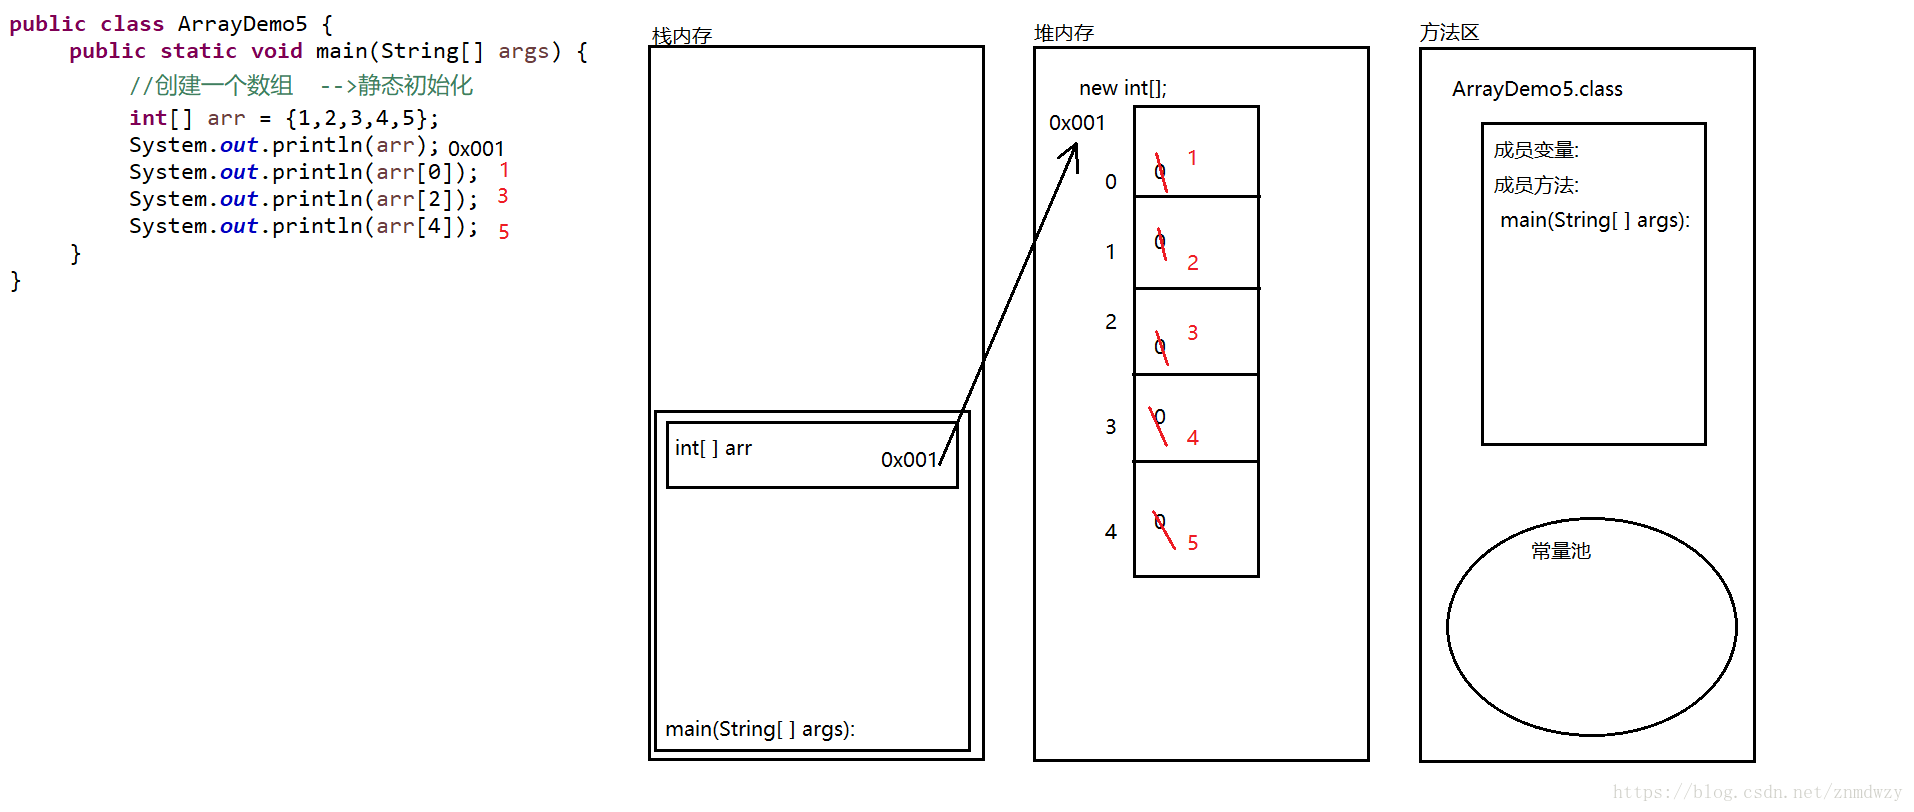 public class ArrayDemo5 {
public static void main(String[] args) {
//创建一个数组 -->静态初始化
int[] arr = {1,2,3,4,5};
System.out.println(arr); 0x001
System.out.println(arr[0]); 1
System.out.println(arr[2]); 3
System.out.println(arr[4]); 5
}
}
栈内存
int[ ] arr
0x001
main(String[ ] args):
堆内存
new int[];
0x001
0 0 1
1 0 2
2 0 3
3 0 4
4 0 5
方法区
ArrayDemo5.class
成员变量:
成员方法:
main(String[ ] args):
常量池
https://blog.csdn.net/znmdwzy